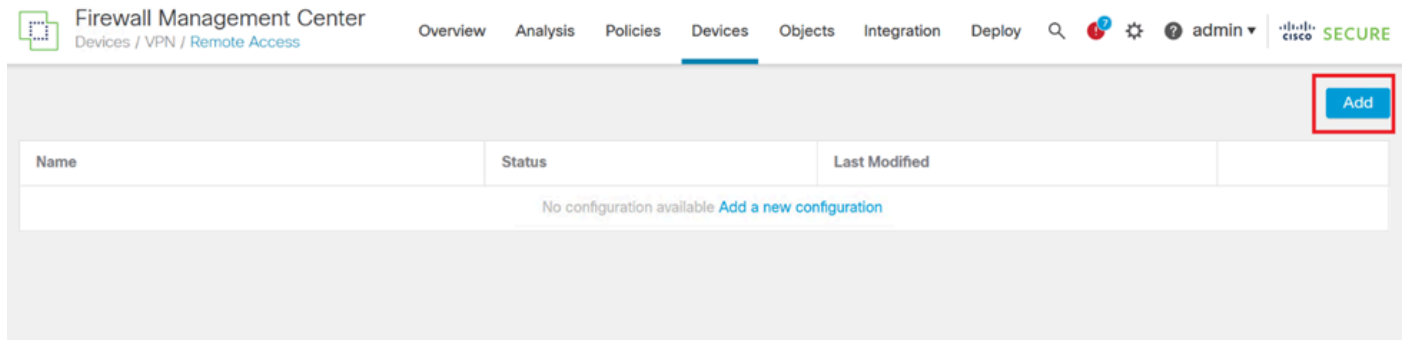 Firewall Management Center
Devices / VPN / Remote Access
Overview Analysis Policies Devices Objects Integration Deploy 7 admin cisco SECURE
Add
Name Status Last Modified
No configuration available Add a new configuration